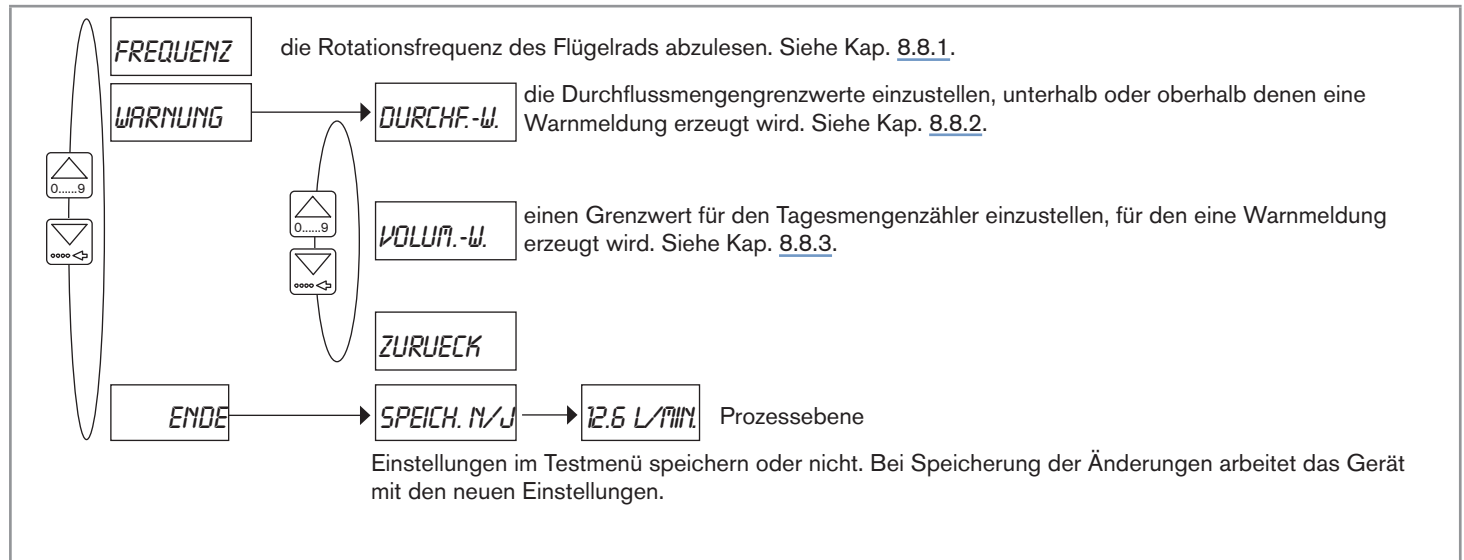 FREQUENZ
die Rotationsfrequenz des Flügelrads abzulesen. Siehe Kap. 8.8.1.
WARNUNG
DURCHF.-W.
die Durchflussmengengrenzwerte einzustellen, unterhalb oder oberhalb denen eine
Warnmeldung erzeugt wird. Siehe Kap. 8.8.2.
0......9
0......9
VOLUM.-W.
einen Grenzwert für den Tagesmengenzähler einzustellen, für den eine Warnmeldung
erzeugt wird. Siehe Kap. 8.8.3.
ZURUECK
ENDE
SPEICH. N/J
12.6 L/MIN.
Prozessebene
Einstellungen im Testmenü speichern oder nicht. Bei Speicherung der Änderungen arbeitet das Gerät
mit den neuen Einstellungen.